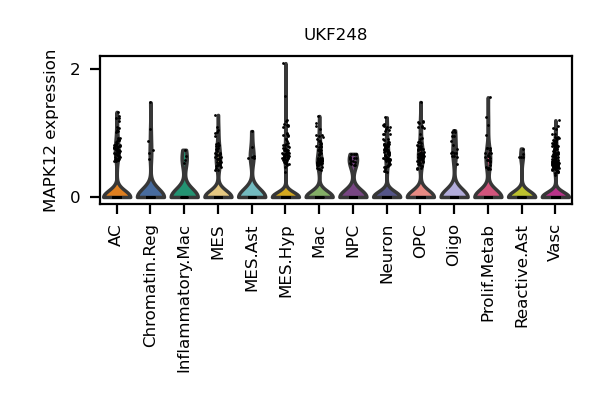 UKF248
MAPK12 expression
2
0
AC
Chromatin.Reg
Inflammatory.Mac
MES
MES.Ast
MES.Hyp
Mac
NPC
Neuron
OPC
Oligo
Prolif.Metab
Reactive.Ast
Vasc